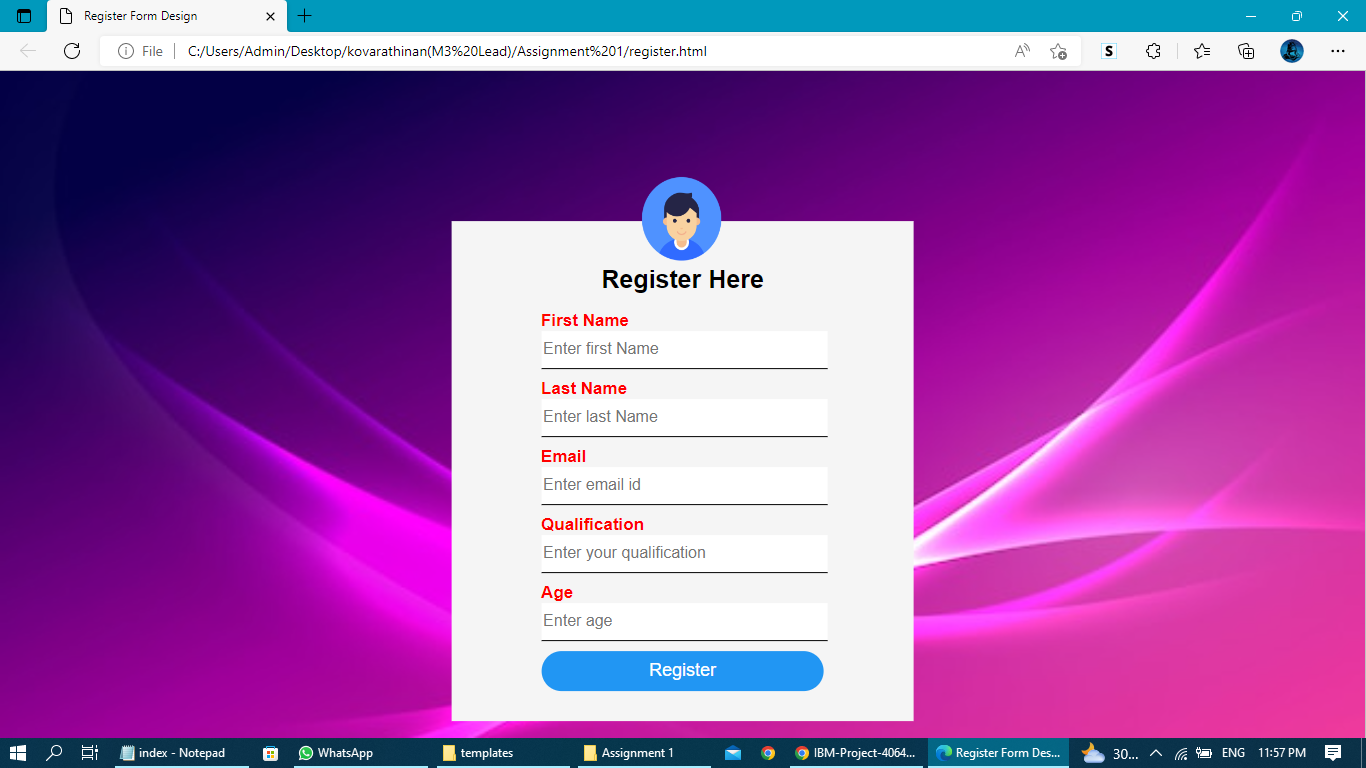 Register Form Design
File
C:/Users/Admin/Desktop/kovarathinan(M3%20Lead)/Assignment%201/register.html
A
S
Register Here
First Name
Enter first Name
Last Name
Enter last Name
Email
Enter email id
Qualification
Enter your qualification
Age
Enter age
Register
index - Notepad
WhatsApp
templates
Assignment 1
IBM-Project-4064...
Register Form Des...
30...
ENG
11:57 PM